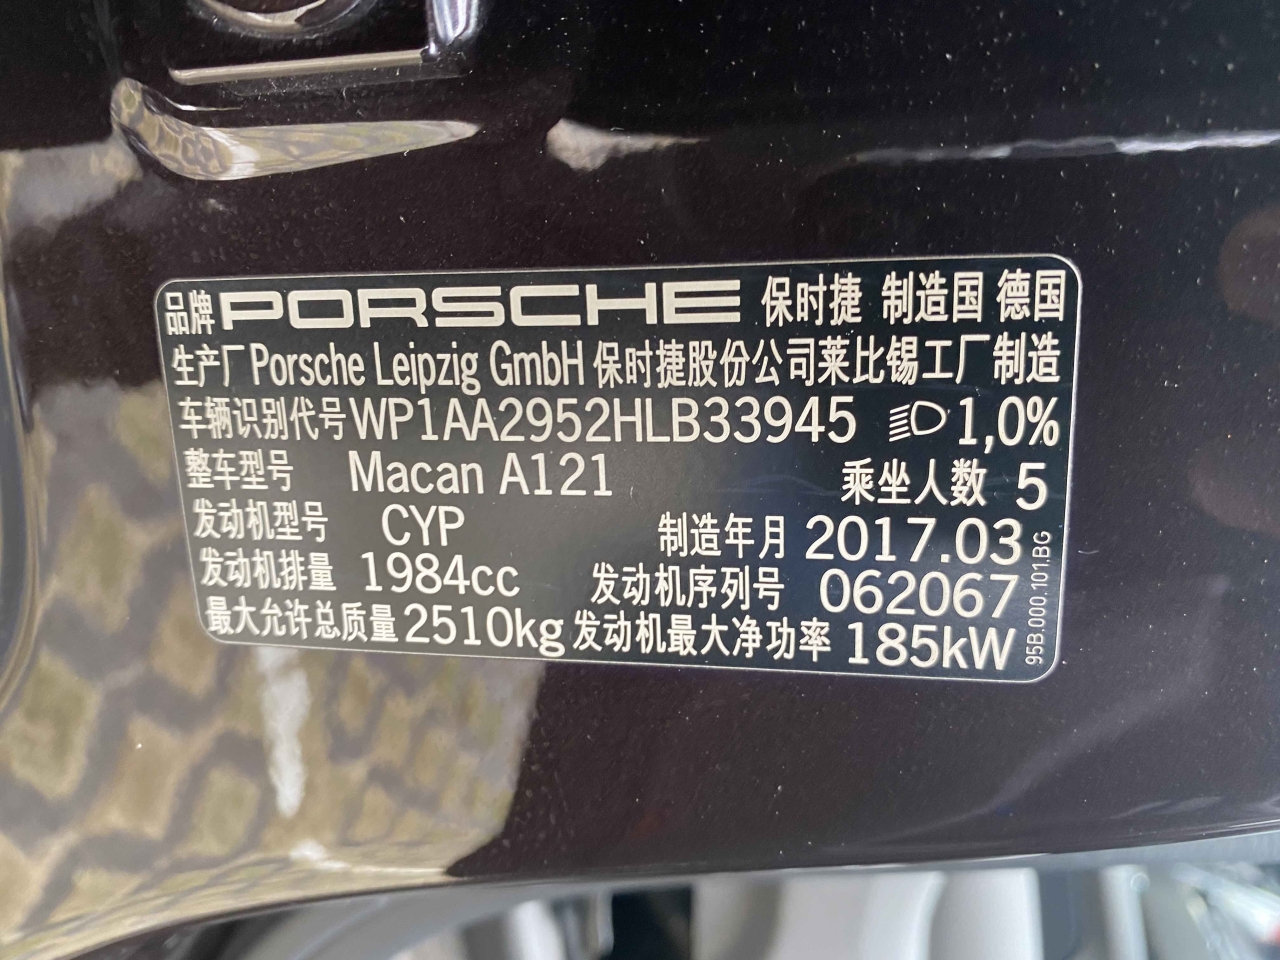 品牌 PORSCHE 保时捷 制造国 德国
生产厂 Porsche Leipzig GmbH 保时捷股份公司莱比锡工厂制造
车辆识别代号 WP1AA2952HLB33945 1,0%
整车型号 Macan A121 乘坐人数 5
发动机型号 CYP 制造年月 2017.03
发动机排量 1984cc 发动机序列号 062067
最大允许总质量 2510kg 发动机最大净功率 185kW
95B.000.101.BG